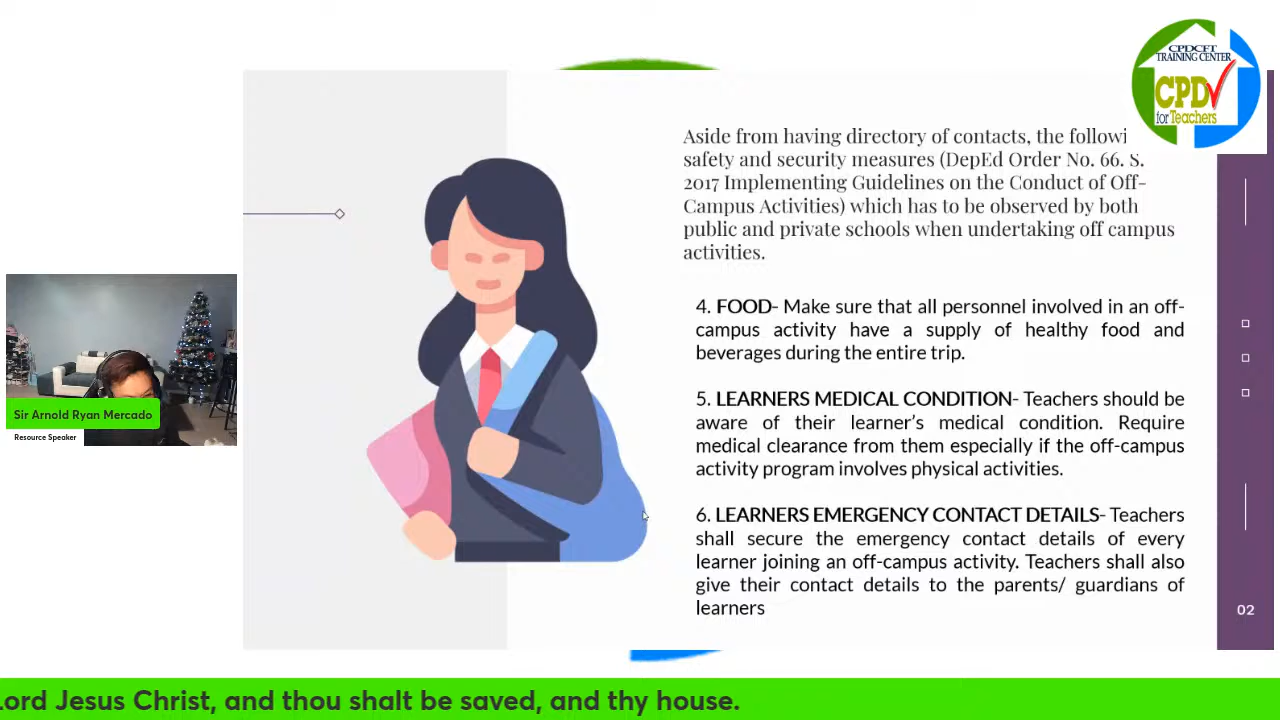 CPDCFT
TRAINING CENTER
CPD
for Teachers
Aside from having directory of contacts, the followi
safety and security measures (DepEd Order No. 66. S.
2017 Implementing Guidelines on the Conduct of Off-
Campus Activities) which has to be observed by both
public and private schools when undertaking off campus
activities.
4. FOOD- Make sure that all personnel involved in an off-
campus activity have a supply of healthy food and
beverages during the entire trip.
5. LEARNERS MEDICAL CONDITION- Teachers should be
aware of their learner's medical condition. Require
medical clearance from them especially if the off-campus
activity program involves physical activities.
6. LEARNERS EMERGENCY CONTACT DETAILS- Teachers
shall secure the emergency contact details of every
learner joining an off-campus activity. Teachers shall also
give their contact details to the parents/ guardians of
learners
02
Sir Arnold Ryan Mercado
Resource Speaker
Lord Jesus Christ, and thou shalt be saved, and thy house.